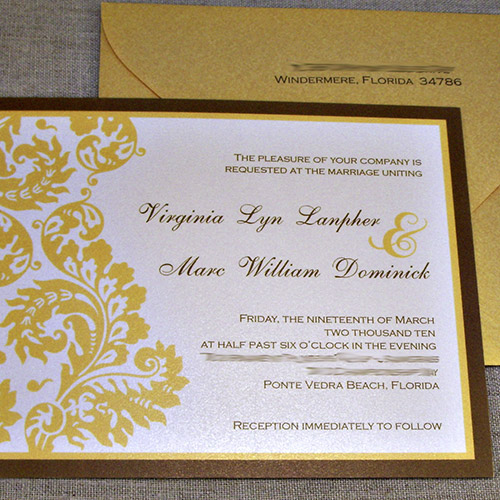 Windermere, Florida 34786
The pleasure of your company is
requested at the marriage uniting
Virginia Lyn Lanpher &
Marc William Dominick
Friday, the nineteenth of March
two thousand ten
at half past six o'clock in the evening
Ponte Vedra Beach, Florida
Reception immediately to follow